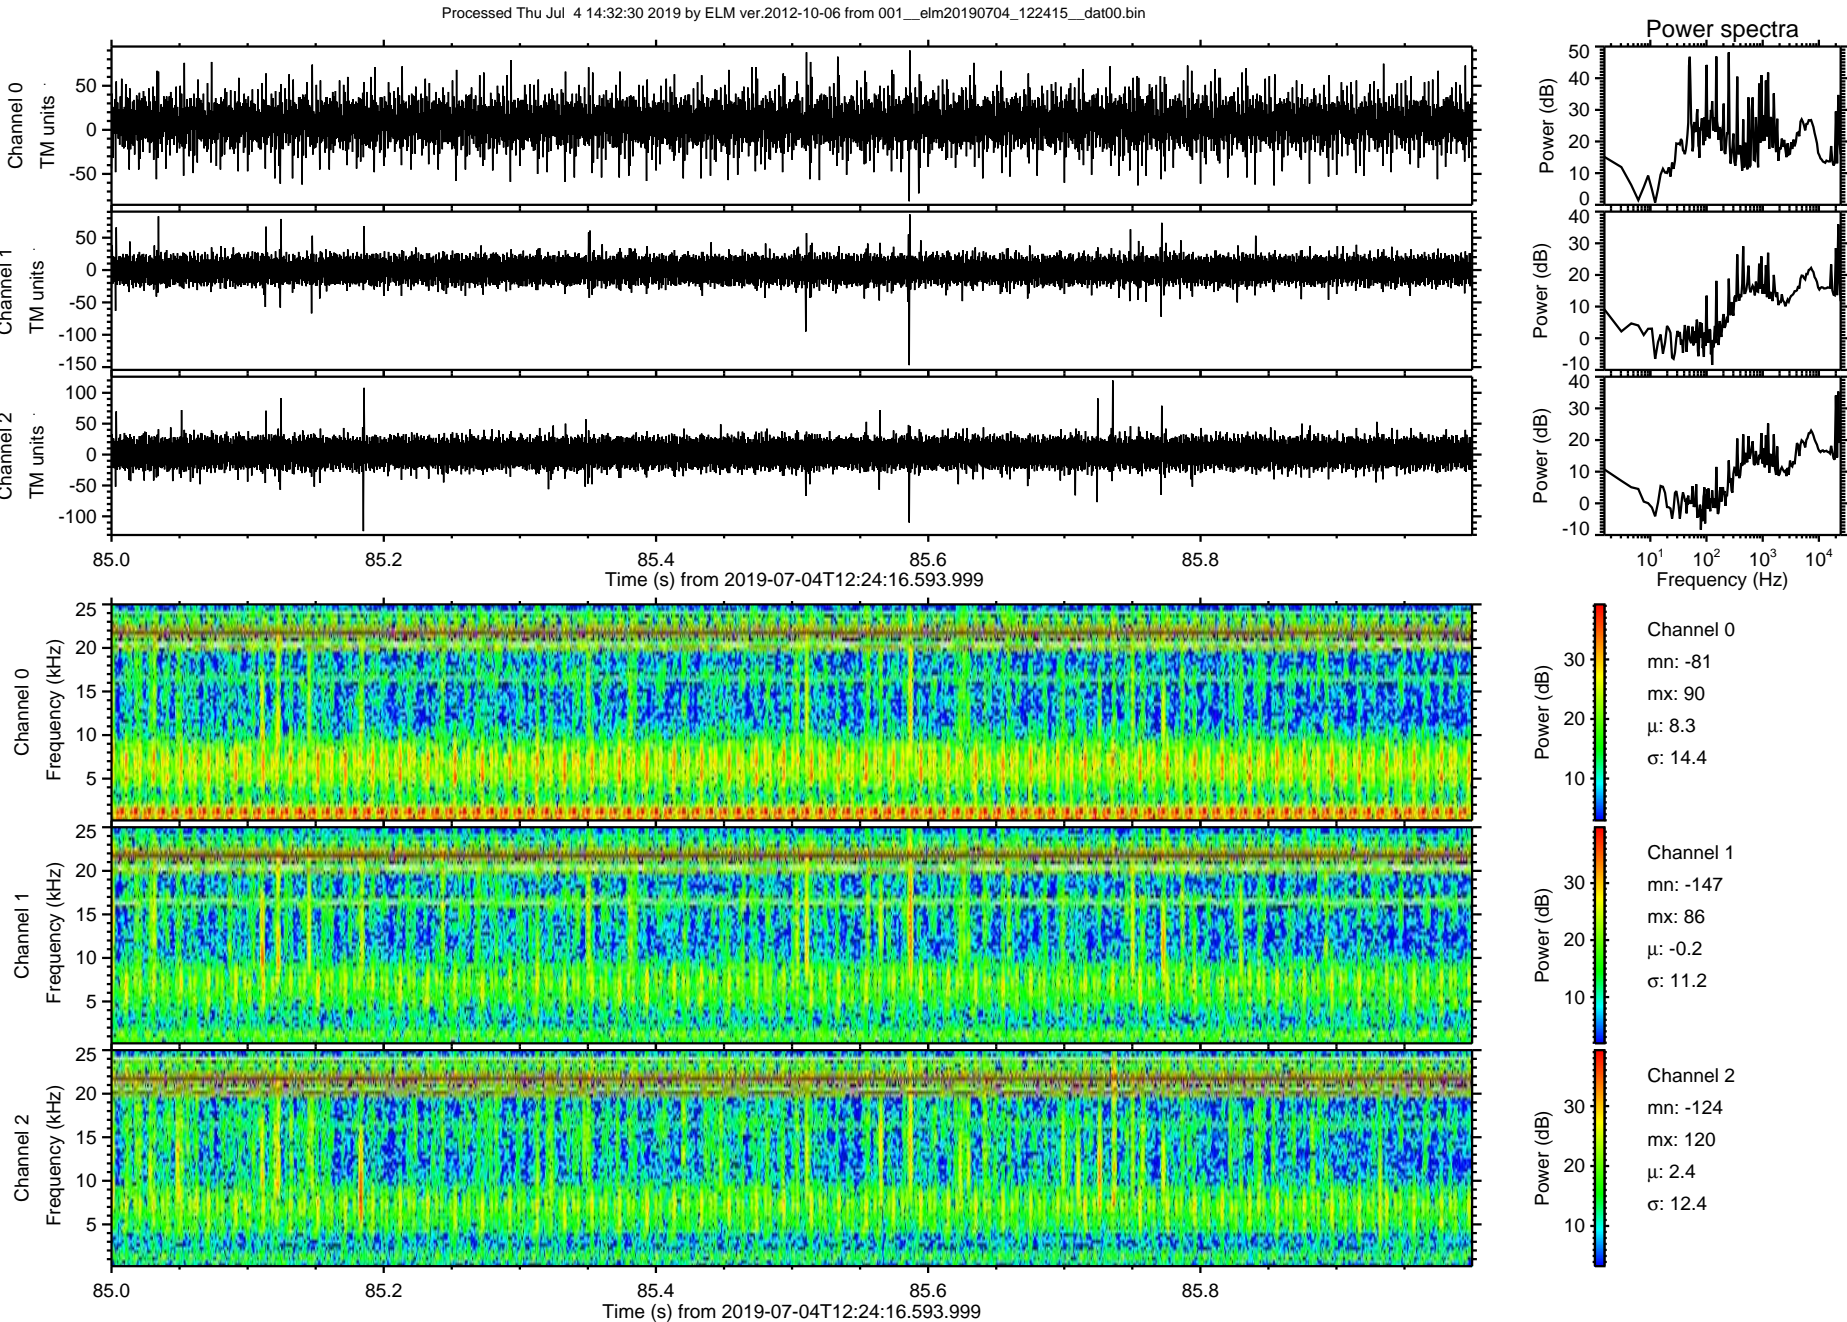 Processed Thu Jul  4 14:32:30 2019 by ELM ver.2012-10-06 from 001__elm20190704_122415__dat00.bin
Power spectra
Channel 0
TM units
50
0
-50
Power (dB)
50
40
30
20
10
0
Channel 1
TM units
50
0
-50
-100
-150
Power (dB)
40
30
20
10
0
-10
Channel 2
TM units
100
50
0
-50
-100
Power (dB)
40
30
20
10
0
-10
85.0 85.2 85.4 85.6 85.8
Time (s) from 2019-07-04T12:24:16.593.999
10^1 10^2 10^3 10^4
Frequency (Hz)
Channel 0
Frequency (kHz)
25
20
15
10
5
Power (dB)
30
20
10
Channel 0
mn: -81
mx: 90
μ: 8.3
σ: 14.4
Channel 1
Frequency (kHz)
25
20
15
10
5
Power (dB)
30
20
10
Channel 1
mn: -147
mx: 86
μ: -0.2
σ: 11.2
Channel 2
Frequency (kHz)
25
20
15
10
5
Power (dB)
30
20
10
Channel 2
mn: -124
mx: 120
μ: 2.4
σ: 12.4
85.0 85.2 85.4 85.6 85.8
Time (s) from 2019-07-04T12:24:16.593.999